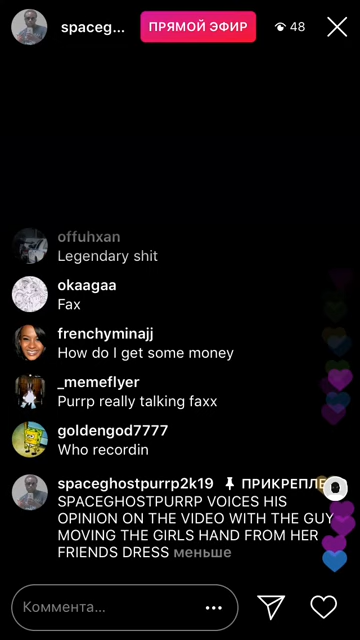 spaceg...
ПРЯМОЙ ЭФИР
48
offuhxan
Legendary shit
okaagaa
Fax
frenchyminajj
How do I get some money
_memeflyer
Purrp really talking faxx
goldengod7777
Who recordin
spaceghostpurrp2k19 ПРИКРЕПЛЕ
SPACEGHOSTPURRP VOICES HIS
OPINION ON THE VIDEO WITH THE GUY
MOVING THE GIRLS HAND FROM HER
FRIENDS DRESS меньше
Коммента...